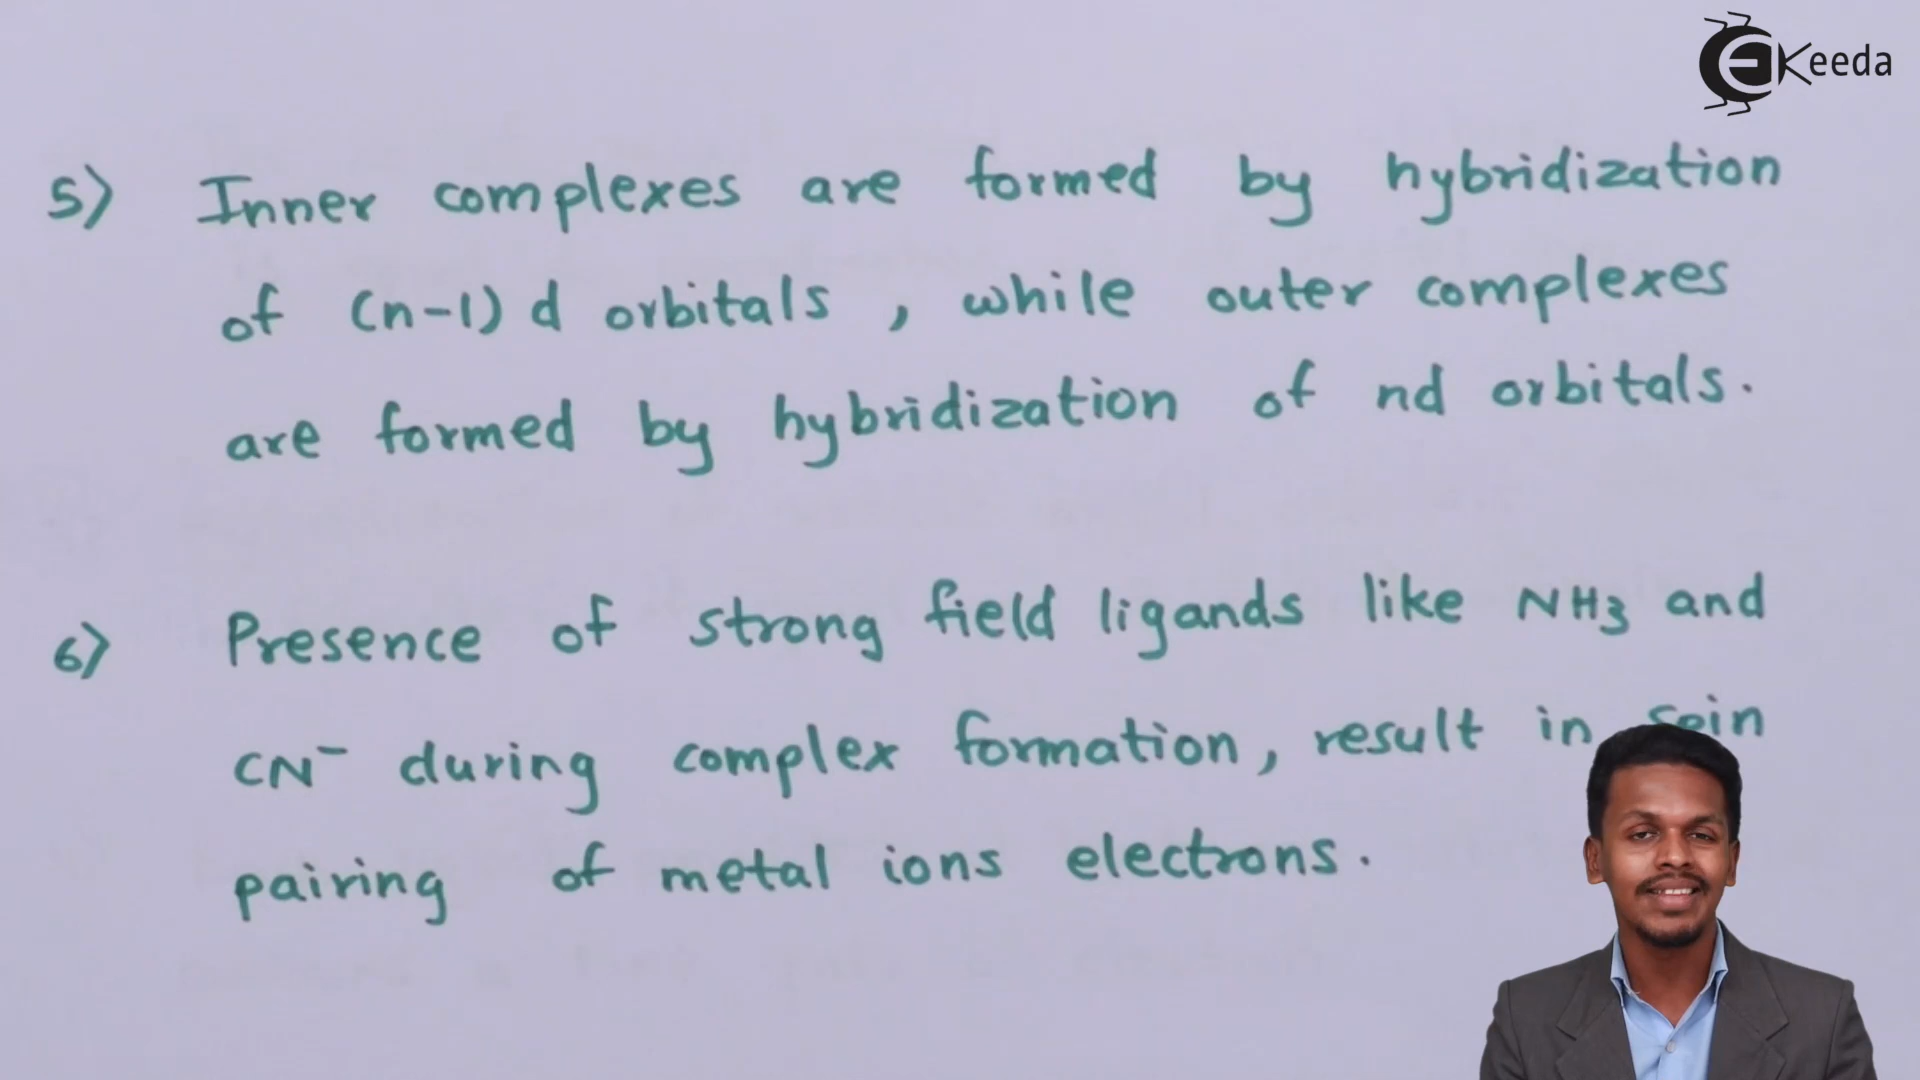 Keeda
5) Inner complexes are formed by hybridization
of (n-1) d orbitals, while outer complexes
are formed by hybridization of nd orbitals.
6) Presence of strong field ligands like NH3 and
CN⁻ during complex formation, result in spin
pairing of metal ions electrons.